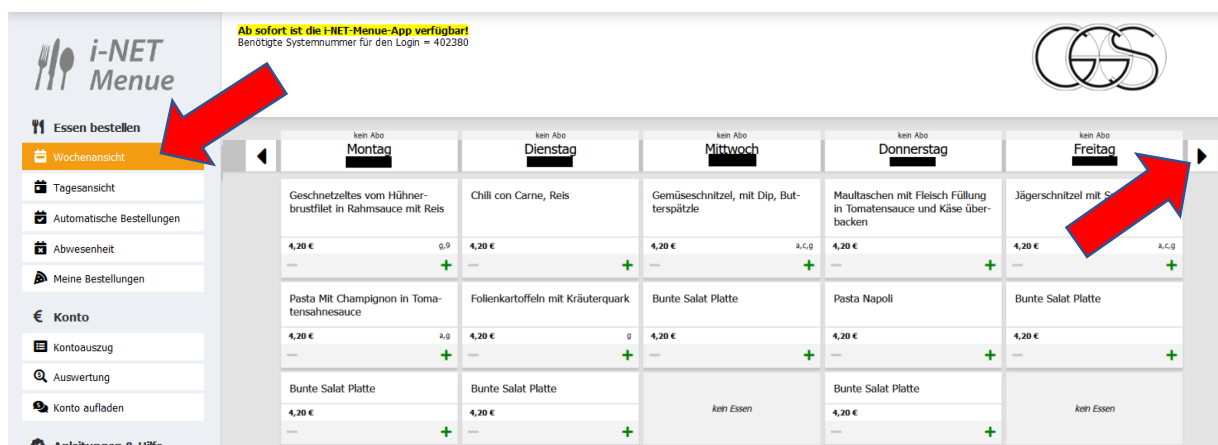 Ab sofort ist die i-NET-Menue-App verfügbar!
Benötigte Systemnummer für den Login = 402380
i-NET
Menue
GGS
Essen bestellen
Wochenansicht
Tagesansicht
Automatische Bestellungen
Abwesenheit
Meine Bestellungen
€ Konto
Kontoauszug
Auswertung
Konto aufladen
kein Abo kein Abo kein Abo kein Abo kein Abo
Montag Dienstag Mittwoch Donnerstag Freitag
Geschnetzeltes vom Hühner-
brustfilet in Rahmsauce mit Reis
4,20 € g,9
− +
Chili con Carne, Reis
4,20 €
− +
Gemüseschnitzel, mit Dip, But-
terspätzle
4,20 € a,c,g
− +
Maultaschen mit Fleisch Füllung
in Tomatensauce und Käse über-
backen
4,20 €
− +
Jägerschnitzel mit
4,20 € a,c,g
− +
Pasta Mit Champignon in Toma-
tensahnesauce
4,20 € a,g
− +
Folienkartoffeln mit Kräuterquark
4,20 € g
− +
Bunte Salat Platte
4,20 €
− +
Pasta Napoli
4,20 €
− +
Bunte Salat Platte
4,20 €
− +
Bunte Salat Platte
4,20 €
− +
Bunte Salat Platte
4,20 €
− +
kein Essen
Bunte Salat Platte
4,20 €
− +
kein Essen